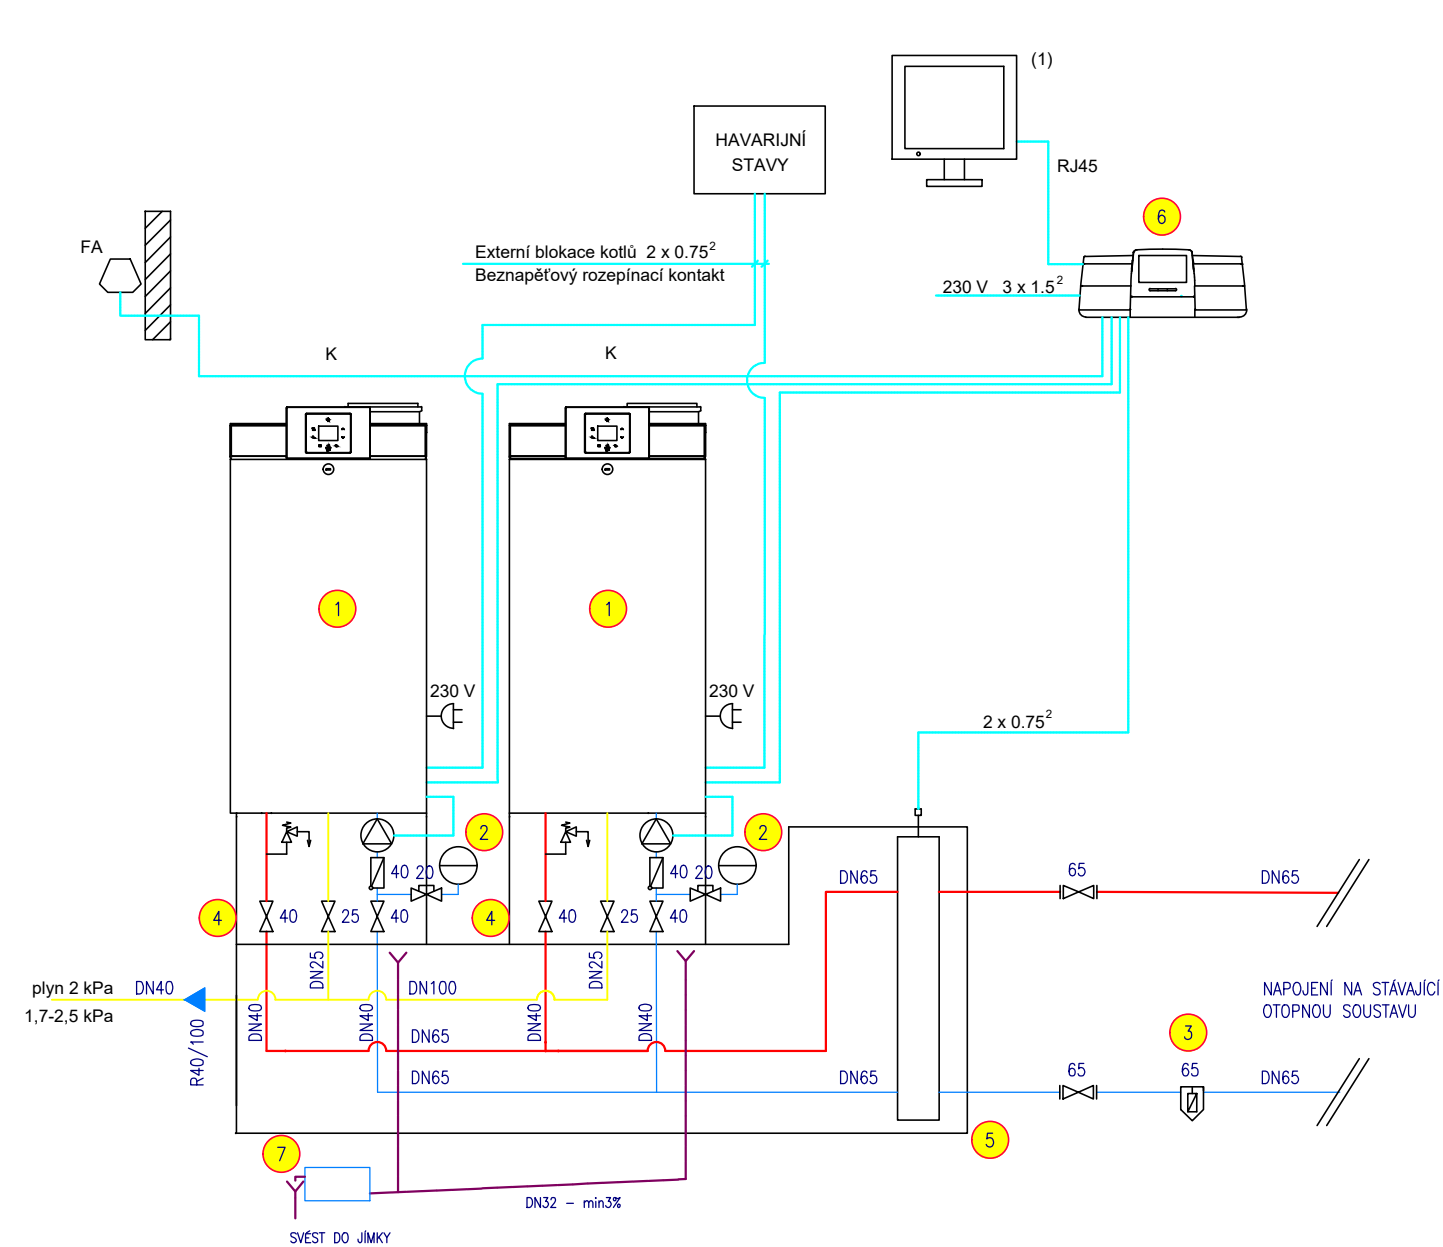 (1)
HAVARIJNÍ
STAVY
RJ45
6
FA
Externí blokace kotlů 2 x 0.75²
Beznapěťový rozepínací kontakt
230 V 3 x 1.5²
K
K
1
1
230 V
230 V
2 x 0.75²
2
2
40 20
40 20
DN65
65
DN65
4
40
25
40
4
40
25
40
DN25
DN25
plyn 2 kPa
DN40
DN100
1,7-2,5 kPa
R40/100
DN40
DN40
DN40
DN40
NAPOJENÍ NA STÁVAJÍCÍ
OTOPNOU SOUSTAVU
DN65
3
DN65
DN65
65
65
DN65
7
5
DN32 - min3%
SVÉST DO JÍMKY